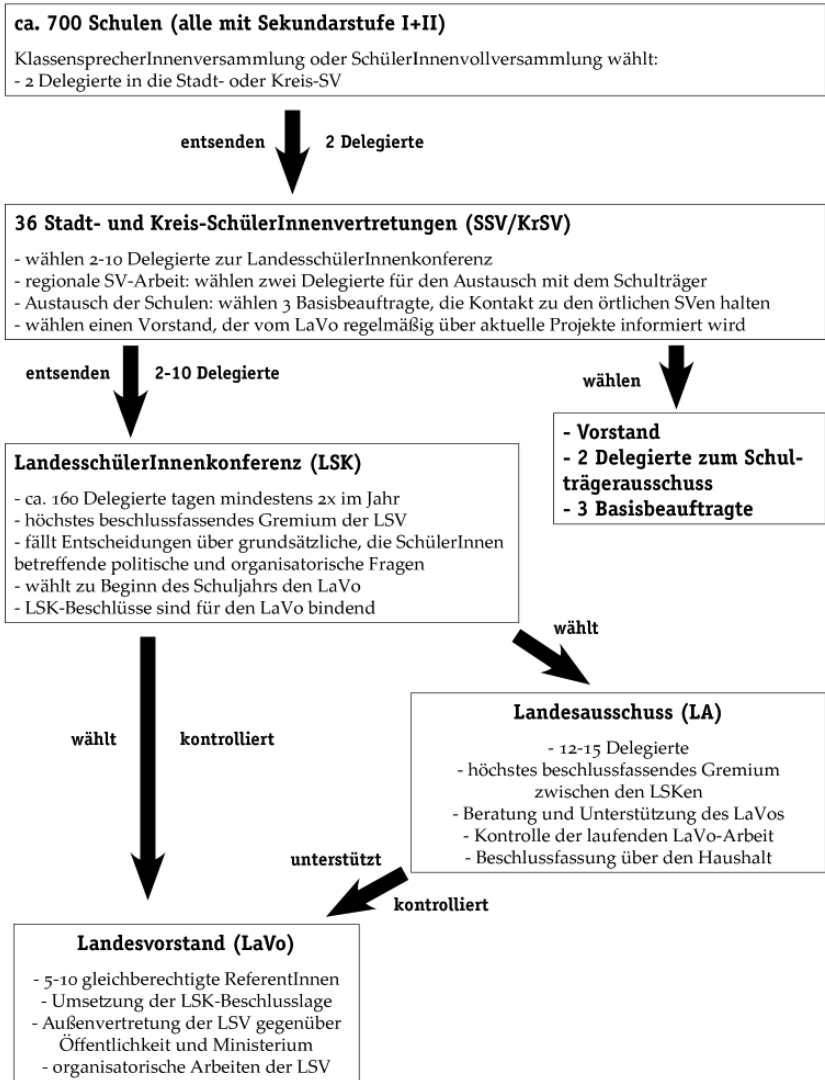 ca. 700 Schulen (alle mit Sekundarstufe I+II)
KlassensprecherInnenversammlung oder SchülerInnenvollversammlung wählt:
- 2 Delegierte in die Stadt- oder Kreis-SV
entsenden 2 Delegierte
36 Stadt- und Kreis-SchülerInnenvertretungen (SSV/KrSV)
- wählen 2-10 Delegierte zur LandesschülerInnenkonferenz
- regionale SV-Arbeit: wählen zwei Delegierte für den Austausch mit dem Schulträger
- Austausch der Schulen: wählen 3 Basisbeauftragte, die Kontakt zu den örtlichen SVen halten
- wählen einen Vorstand, der vom LaVo regelmäßig über aktuelle Projekte informiert wird
entsenden 2-10 Delegierte
wählen
- Vorstand
- 2 Delegierte zum Schul-
trägerausschuss
- 3 Basisbeauftragte
LandesschülerInnenkonferenz (LSK)
- ca. 160 Delegierte tagen mindestens 2x im Jahr
- höchstes beschlussfassendes Gremium der LSV
- fällt Entscheidungen über grundsätzliche, die SchülerInnen
betreffende politische und organisatorische Fragen
- wählt zu Beginn des Schuljahrs den LaVo
- LSK-Beschlüsse sind für den LaVo bindend
wählt
wählt kontrolliert
Landesausschuss (LA)
- 12-15 Delegierte
- höchstes beschlussfassendes Gremium
zwischen den LSKen
- Beratung und Unterstützung des LaVos
- Kontrolle der laufenden LaVo-Arbeit
- Beschlussfassung über den Haushalt
unterstützt
kontrolliert
Landesvorstand (LaVo)
- 5-10 gleichberechtigte ReferentInnen
- Umsetzung der LSK-Beschlusslage
- Außenvertretung der LSV gegenüber
Öffentlichkeit und Ministerium
- organisatorische Arbeiten der LSV